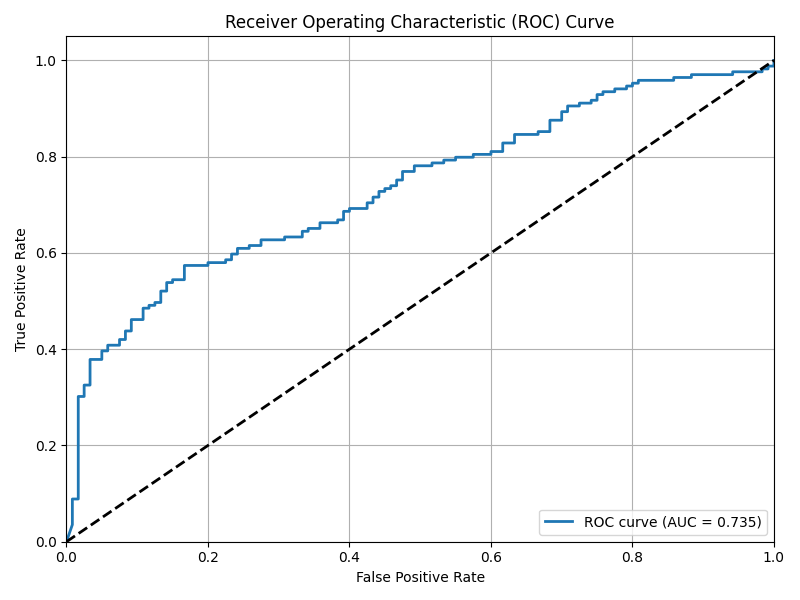 Receiver Operating Characteristic (ROC) Curve
True Positive Rate
1.0
0.8
0.6
0.4
0.2
0.0
0.0 0.2 0.4 0.6 0.8 1.0
False Positive Rate
ROC curve (AUC = 0.735)